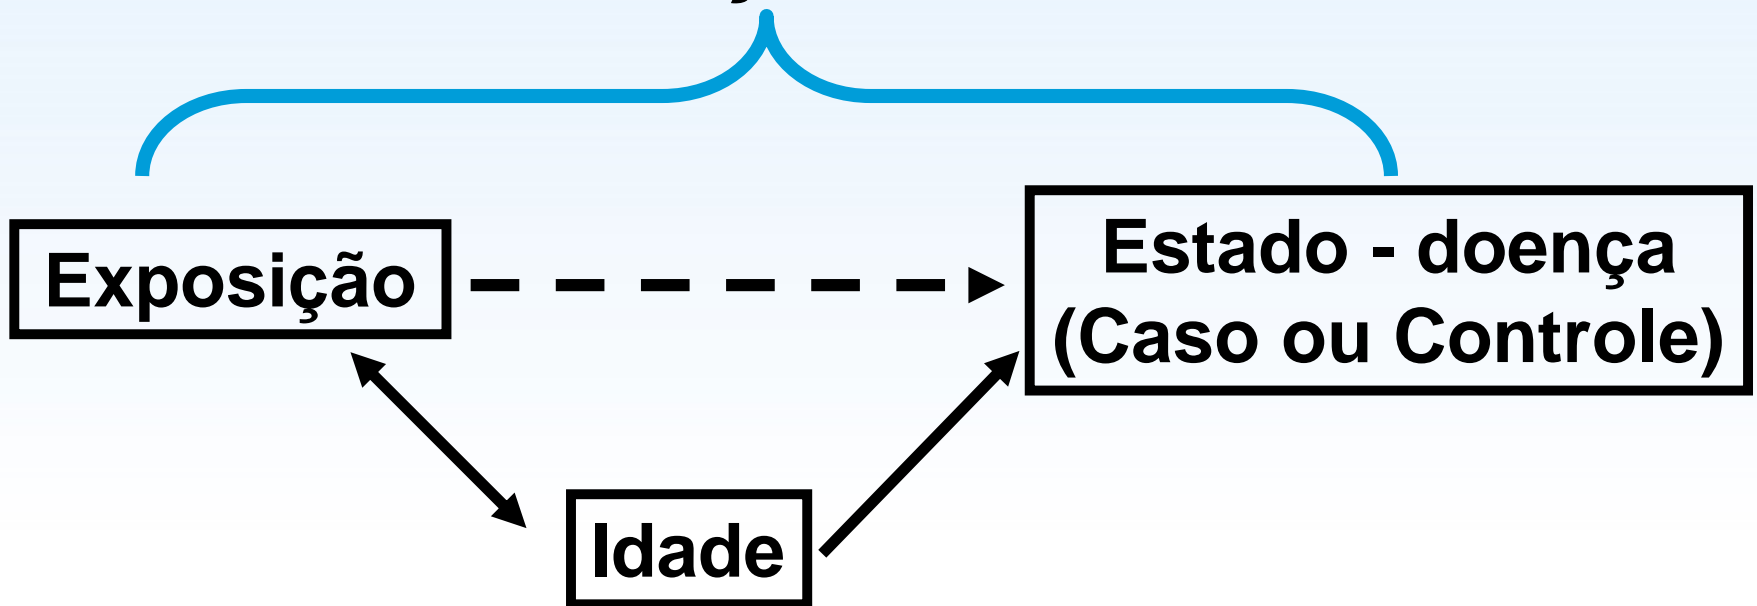 Exposição
Estado - doença
(Caso ou Controle)
Idade